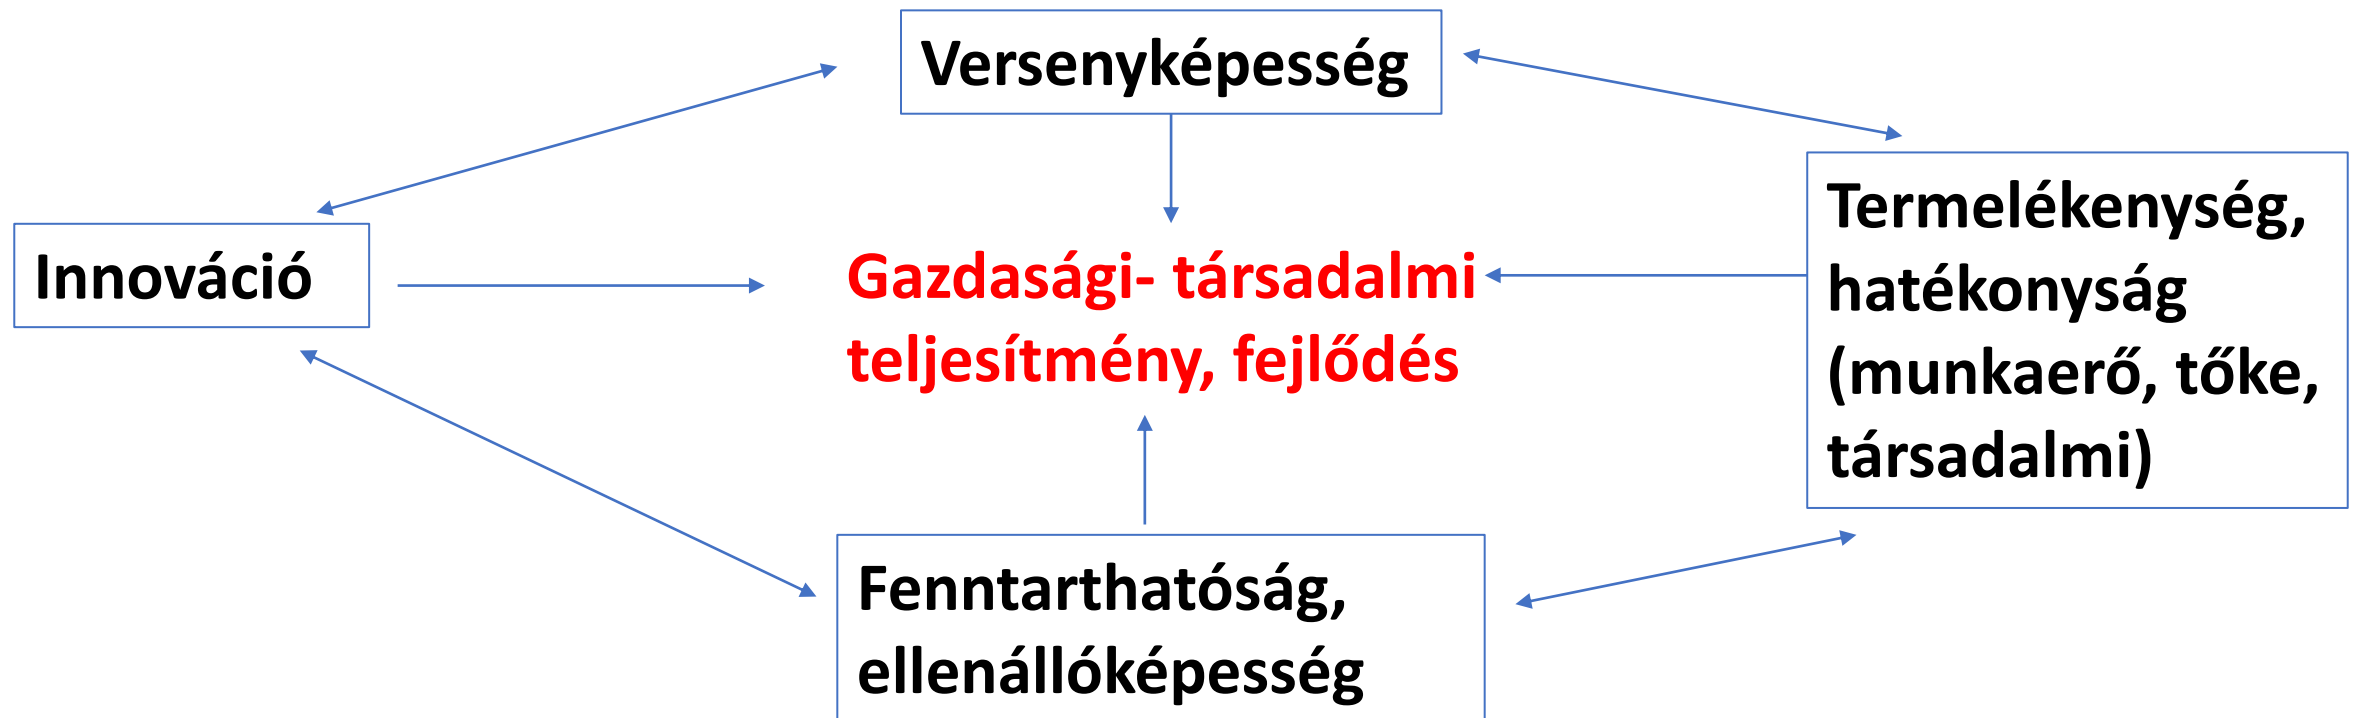 Versenyképesség
Innováció
Gazdasági- társadalmi
teljesítmény, fejlődés
Termelékenység,
hatékonyság
(munkaerő, tőke,
társadalmi)
Fenntarthatóság,
ellenállóképesség